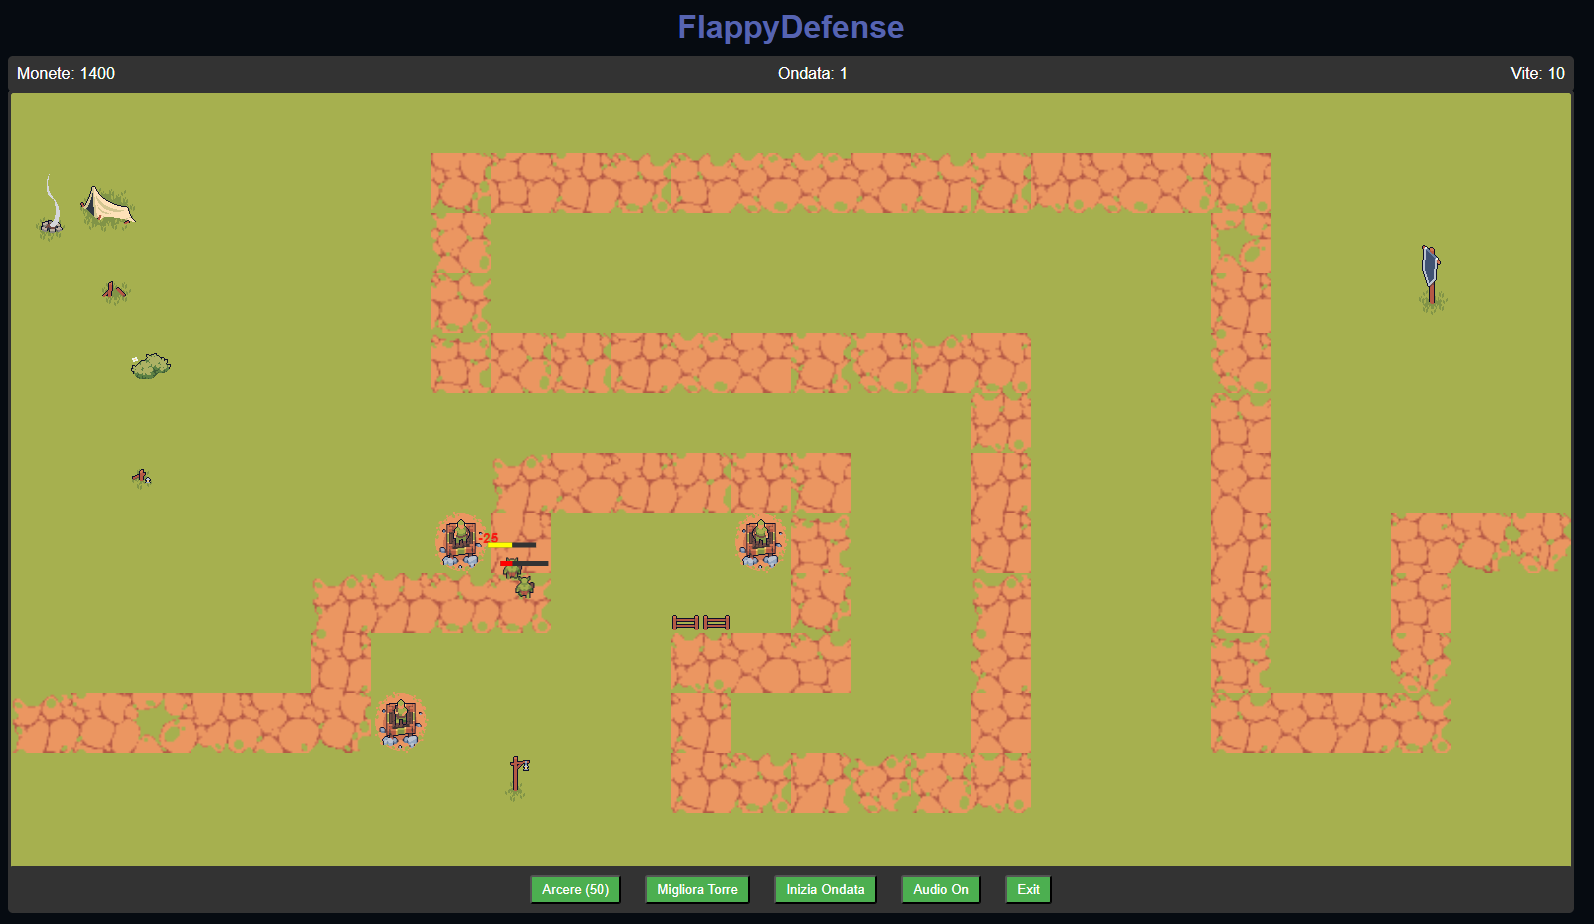 FlappyDefense
Monete: 1400 Ondata: 1 Vite: 10
-25
Arcere (50) Migliora Torre Inizia Ondata Audio On Exit